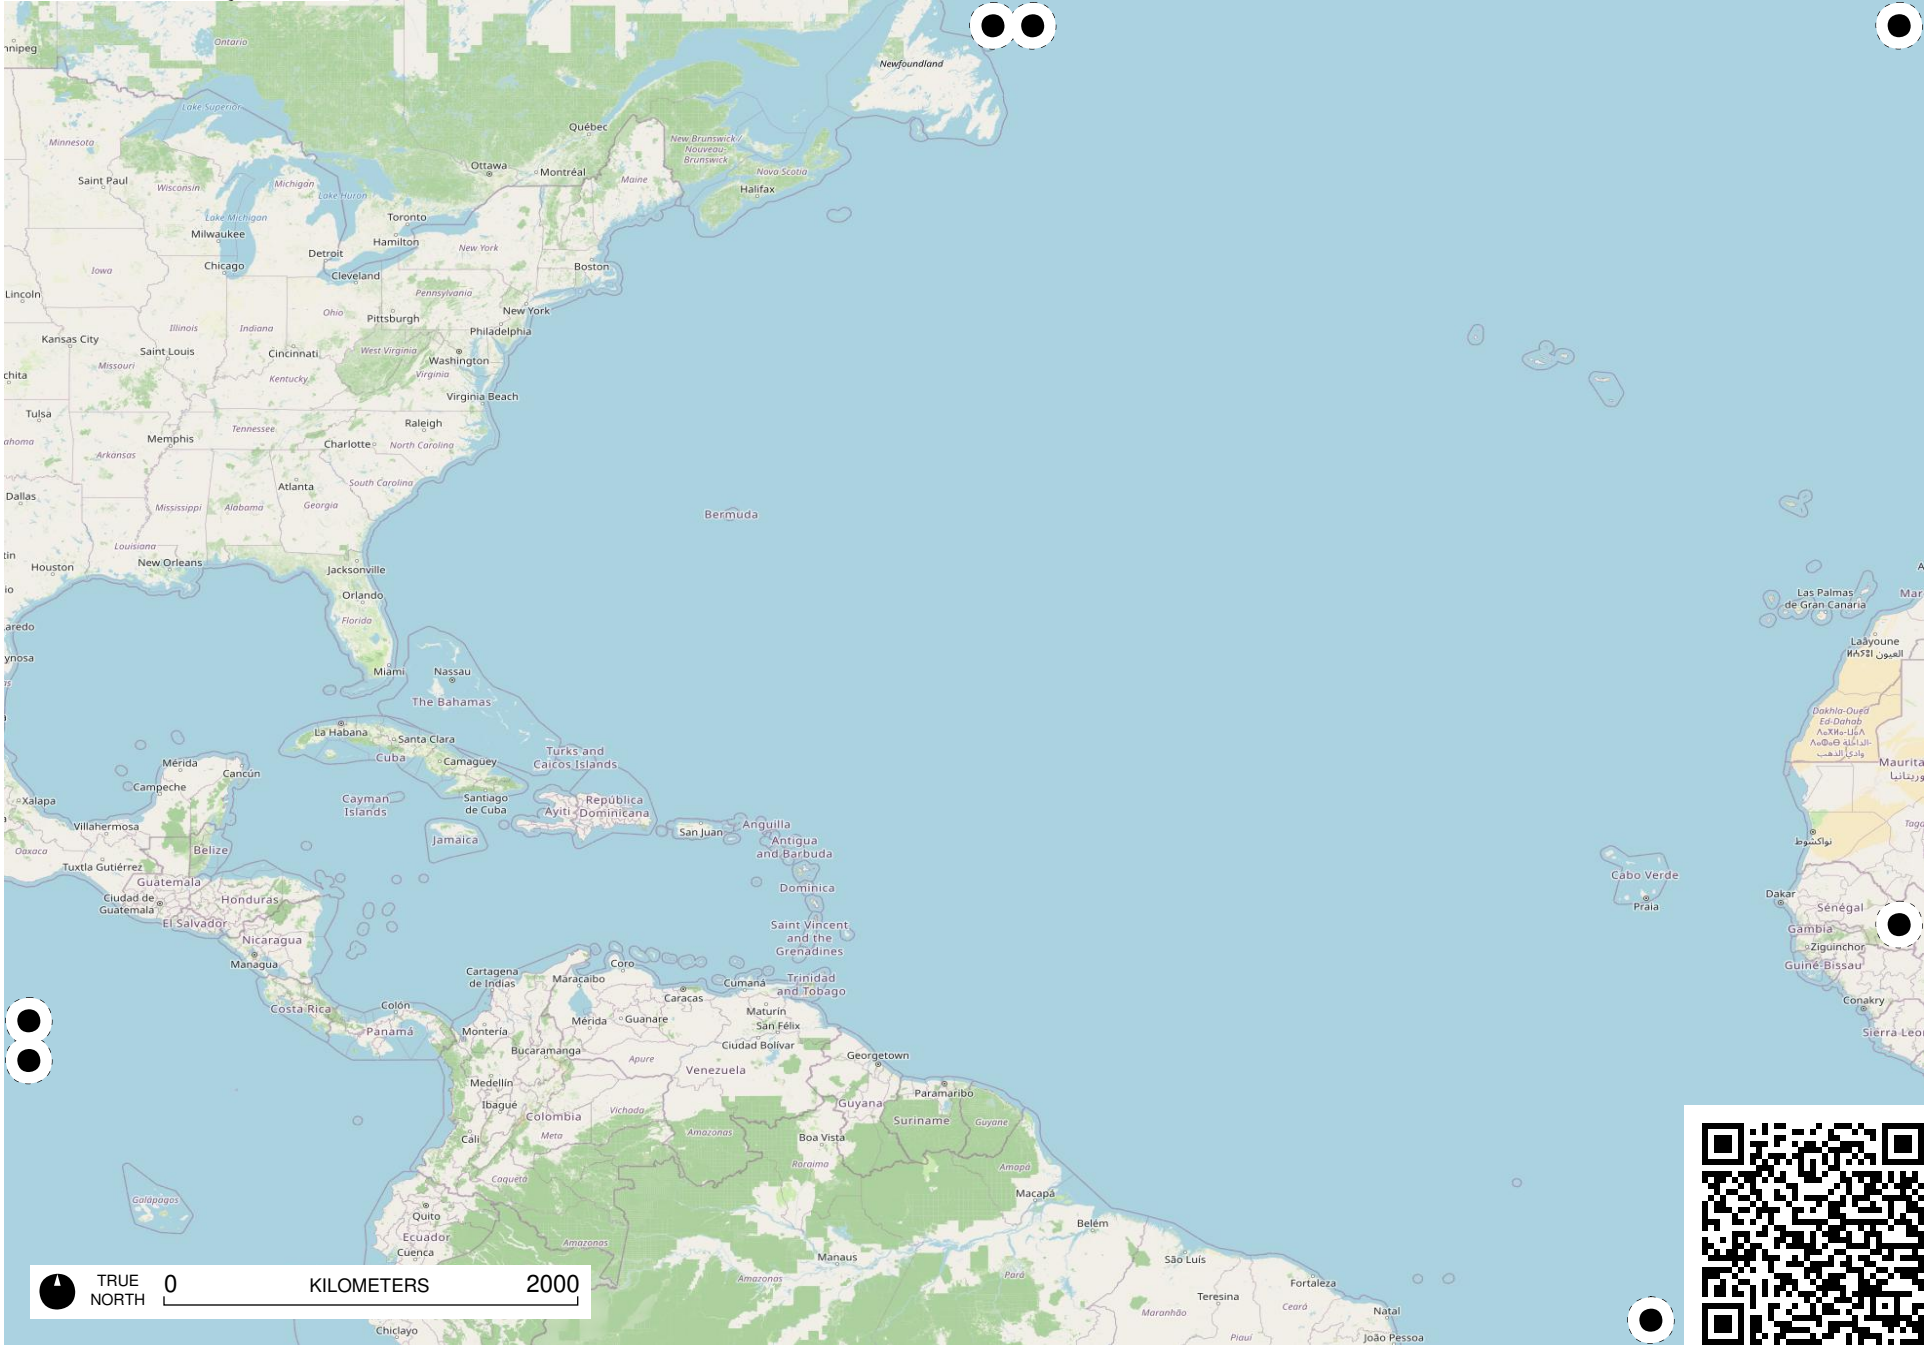 Ontario
Newfoundland
Lake Superior
Québec
New Brunswick /
Nouveau-
Brunswick
Minnesota
Ottawa
Montréal
Nova Scotia
Saint Paul
Wisconsin
Michigan
Lake Huron
Maine
Halifax
Lake Michigan
Toronto
Milwaukee
Hamilton
New York
Detroit
Chicago
Cleveland
Boston
Iowa
Lincoln
Pennsylvania
Ohio
New York
Pittsburgh
Illinois
Indiana
Philadelphia
Kansas City
Saint Louis
Cincinnati
West Virginia
Washington
Missouri
Kentucky
Virginia
Virginia Beach
Tulsa
Raleigh
Tennessee
Memphis
Charlotte
North Carolina
Arkansas
South Carolina
Atlanta
Dallas
Mississippi
Alabama
Georgia
Bermuda
Louisiana
New Orleans
Houston
Jacksonville
Orlando
Florida
Las Palmas
de Gran Canaria
Laâyoune
العيون
Miami
Nassau
The Bahamas
Dakhla-Oued
Ed-Dahab
الداخلة-
وادي الذهب
La Habana
Santa Clara
Cuba
Camaguey
Turks and
Caicos Islands
Mérida
Cancún
Campeche
Cayman
Islands
Santiago
de Cuba
Ayiti
República
Dominicana
Xalapa
Villahermosa
Jamaica
San Juan
Anguilla
Antigua
and Barbuda
Oaxaca
Belize
Tuxtla Gutiérrez
نواكشوط
Guatemala
Honduras
Dominica
Cabo Verde
Praia
Ciudad de
Guatemala
El Salvador
Dakar
Sénégal
Saint Vincent
and the
Grenadines
Gambia
Nicaragua
Managua
Ziguinchor
Guiné-Bissau
Cartagena
de Indias
Maracaibo
Coro
Cumaná
Trinidad
and Tobago
Caracas
Conakry
Costa Rica
Colón
Panamá
Montería
Mérida
Guanare
Maturín
San Félix
Ciudad Bolívar
Bucaramanga
Apure
Venezuela
Georgetown
Medellín
Paramaribo
Ibagué
Colombia
Vichada
Guyana
Suriname
Guyane
Cali
Meta
Amazonas
Boa Vista
Roraima
Amapá
Caquetá
Macapá
Galápagos
Quito
Ecuador
Cuenca
Amazonas
Belém
Manaus
São Luís
Amazonas
Pará
Fortaleza
Teresina
Maranhão
Ceará
Natal
Piauí
João Pessoa
Chiclayo
TRUE
NORTH
0 KILOMETERS 2000